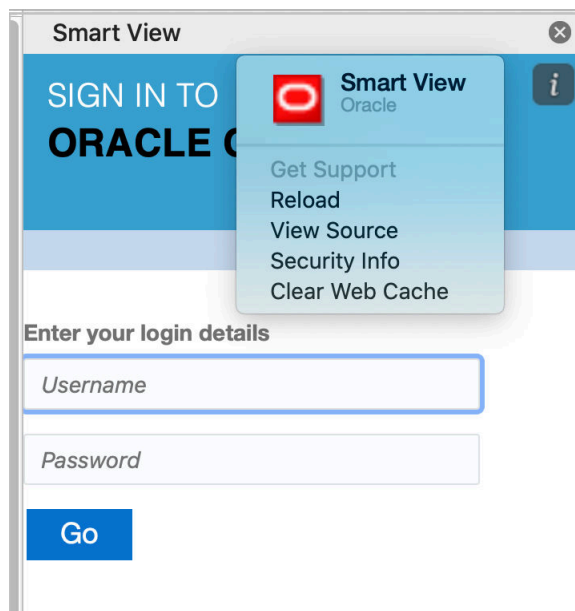 Smart View
SIGN IN TO
ORACLE
Smart View
Oracle
i
Get Support
Reload
View Source
Security Info
Clear Web Cache
Enter your login details
Username
Password
Go